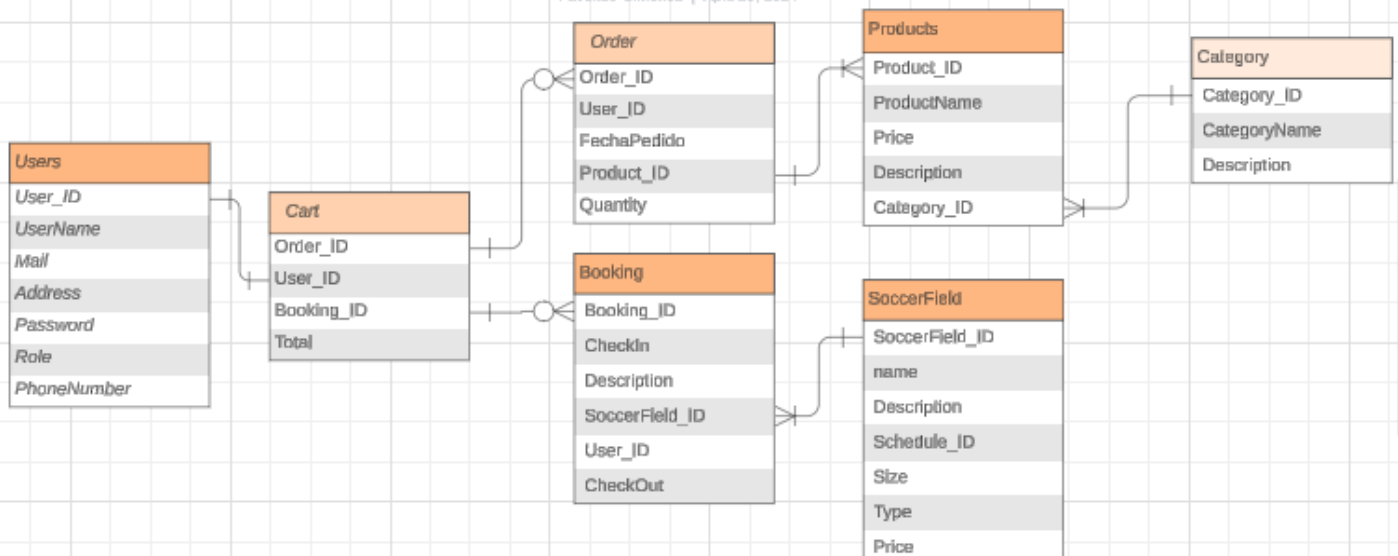 Order
Order_ID
User_ID
FechaPedido
Product_ID
Quantity
Products
Product_ID
ProductName
Price
Description
Category_ID
Category
Category_ID
CategoryName
Description
Users
User_ID
UserName
Mail
Address
Password
Role
PhoneNumber
Cart
Order_ID
User_ID
Booking_ID
Total
Booking
Booking_ID
CheckIn
Description
SoccerField_ID
User_ID
CheckOut
SoccerField
SoccerField_ID
name
Description
Schedule_ID
Size
Type
Price